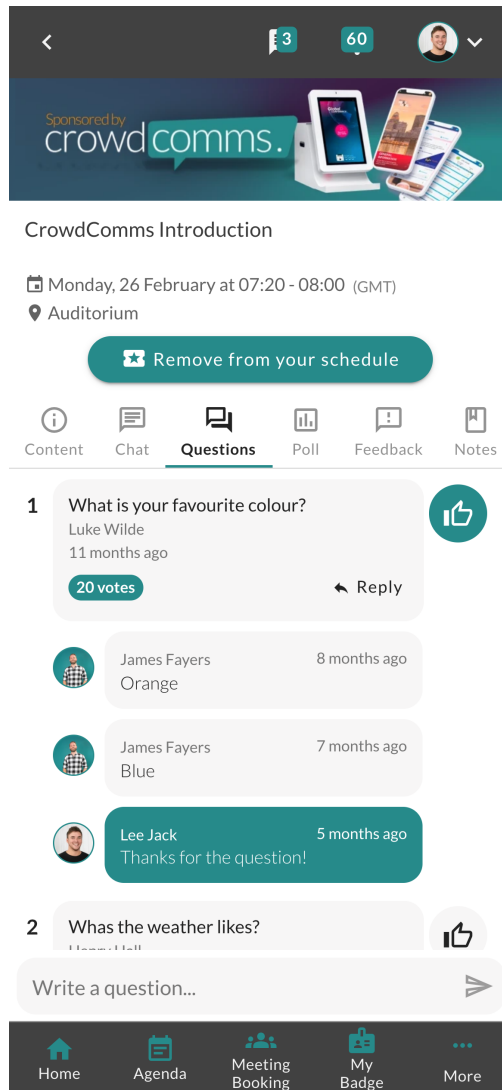 3
60
Sponsored by
crowd comms.
CrowdComms Introduction
Monday, 26 February at 07:20 - 08:00 (GMT)
Auditorium
Remove from your schedule
Content Chat Questions Poll Feedback Notes
1 What is your favourite colour?
Luke Wilde
11 months ago
20 votes Reply
James Fayers 8 months ago
Orange
James Fayers 7 months ago
Blue
Lee Jack 5 months ago
Thanks for the question!
2 Whas the weather likes?
Write a question...
Home Agenda Meeting Booking My Badge More